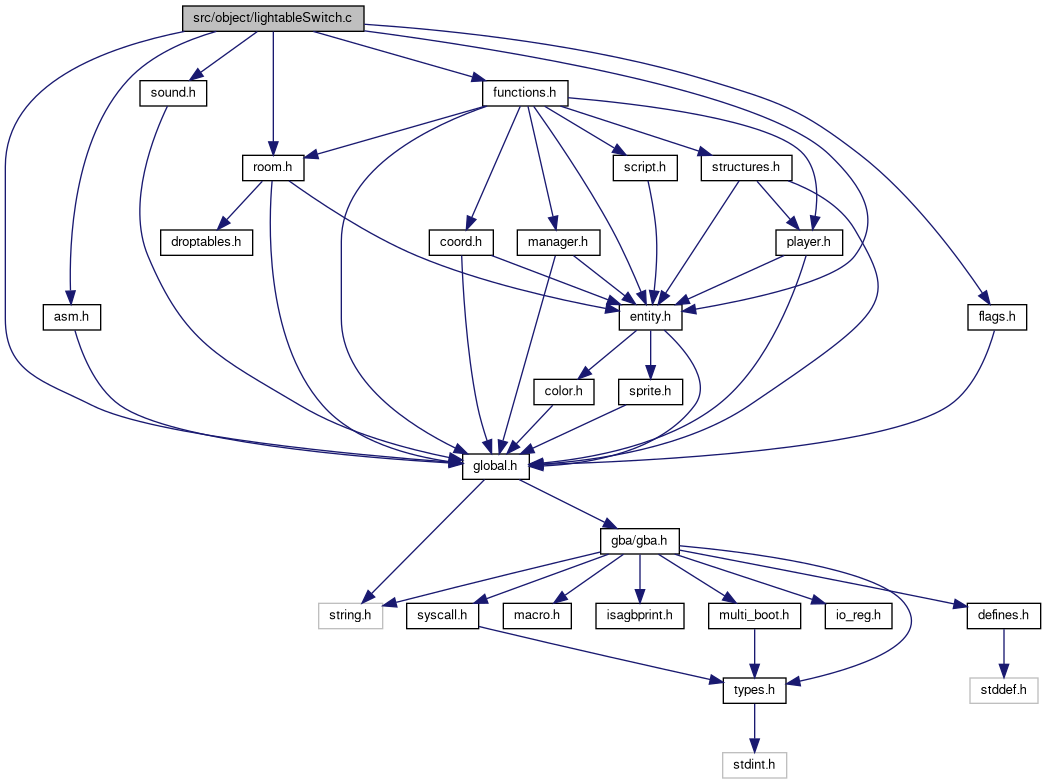 src/object/lightableSwitch.c
sound.h
functions.h
room.h
script.h
structures.h
droptables.h
coord.h
manager.h
player.h
asm.h
entity.h
flags.h
color.h
sprite.h
global.h
gba/gba.h
string.h
syscall.h
macro.h
isagbprint.h
multi_boot.h
io_reg.h
defines.h
types.h
stddef.h
stdint.h